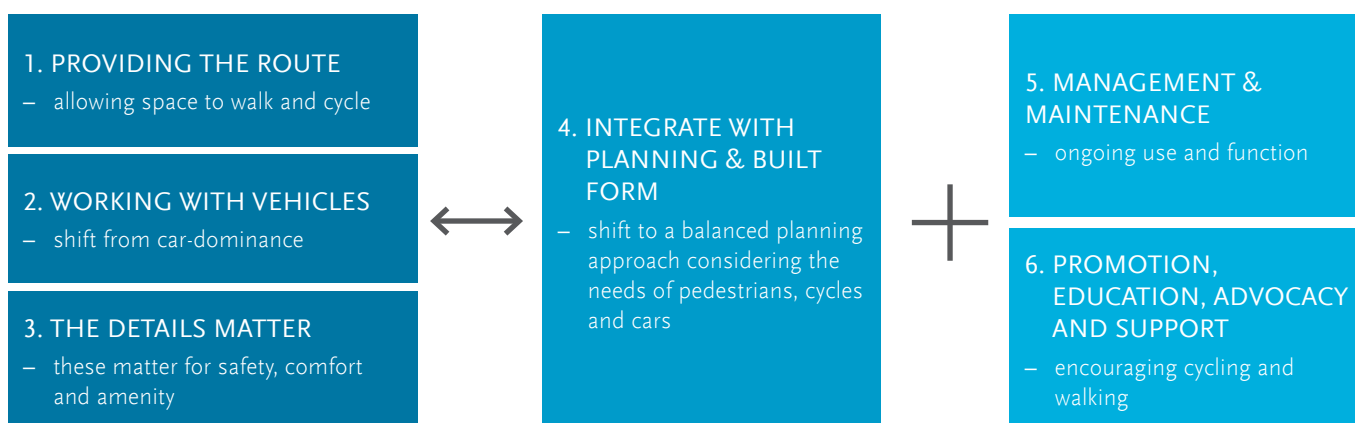 1. PROVIDING THE ROUTE
– allowing space to walk and cycle
2. WORKING WITH VEHICLES
– shift from car-dominance
3. THE DETAILS MATTER
– these matter for safety, comfort
and amenity
4. INTEGRATE WITH
PLANNING & BUILT
FORM
– shift to a balanced planning
approach considering the
needs of pedestrians, cycles
and cars
5. MANAGEMENT &
MAINTENANCE
– ongoing use and function
6. PROMOTION,
EDUCATION, ADVOCACY
AND SUPPORT
– encouraging cycling and
walking